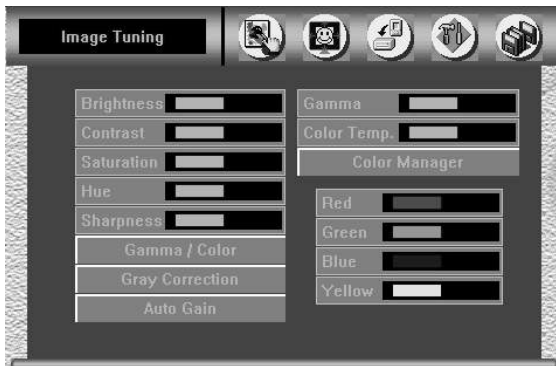 Image Tuning
Brightness
Contrast
Saturation
Hue
Sharpness
Gamma / Color
Gray Correction
Auto Gain
Gamma
Color Temp.
Color Manager
Red
Green
Blue
Yellow